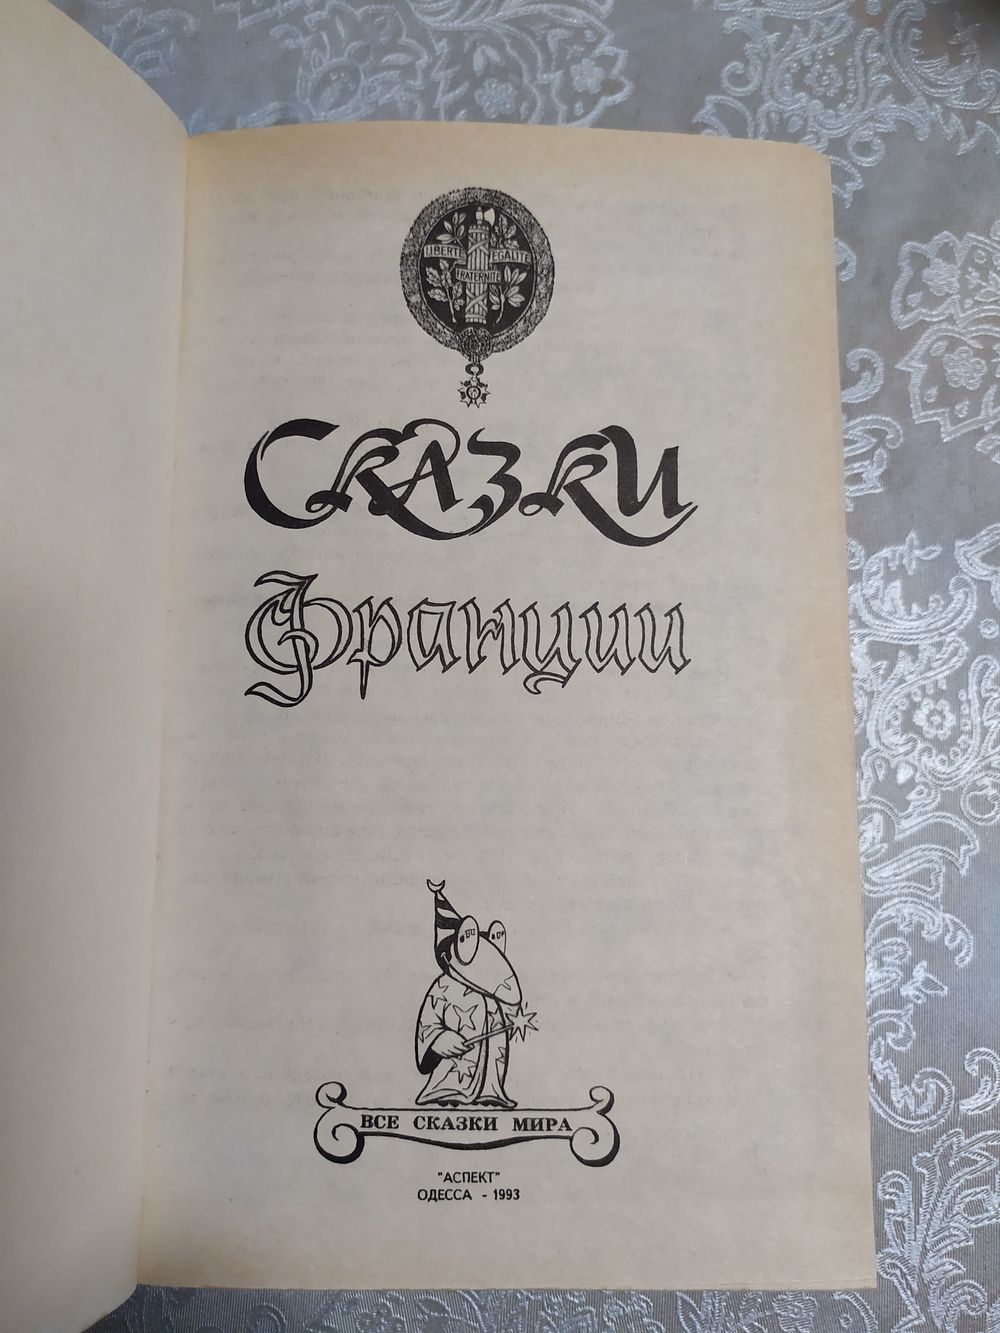 LIBERTE EGALITE
FRATERNITE
СКАЗКИ
Франции
ВСЕ СКАЗКИ МИРА
"АСПЕКТ"
ОДЕССА - 1993